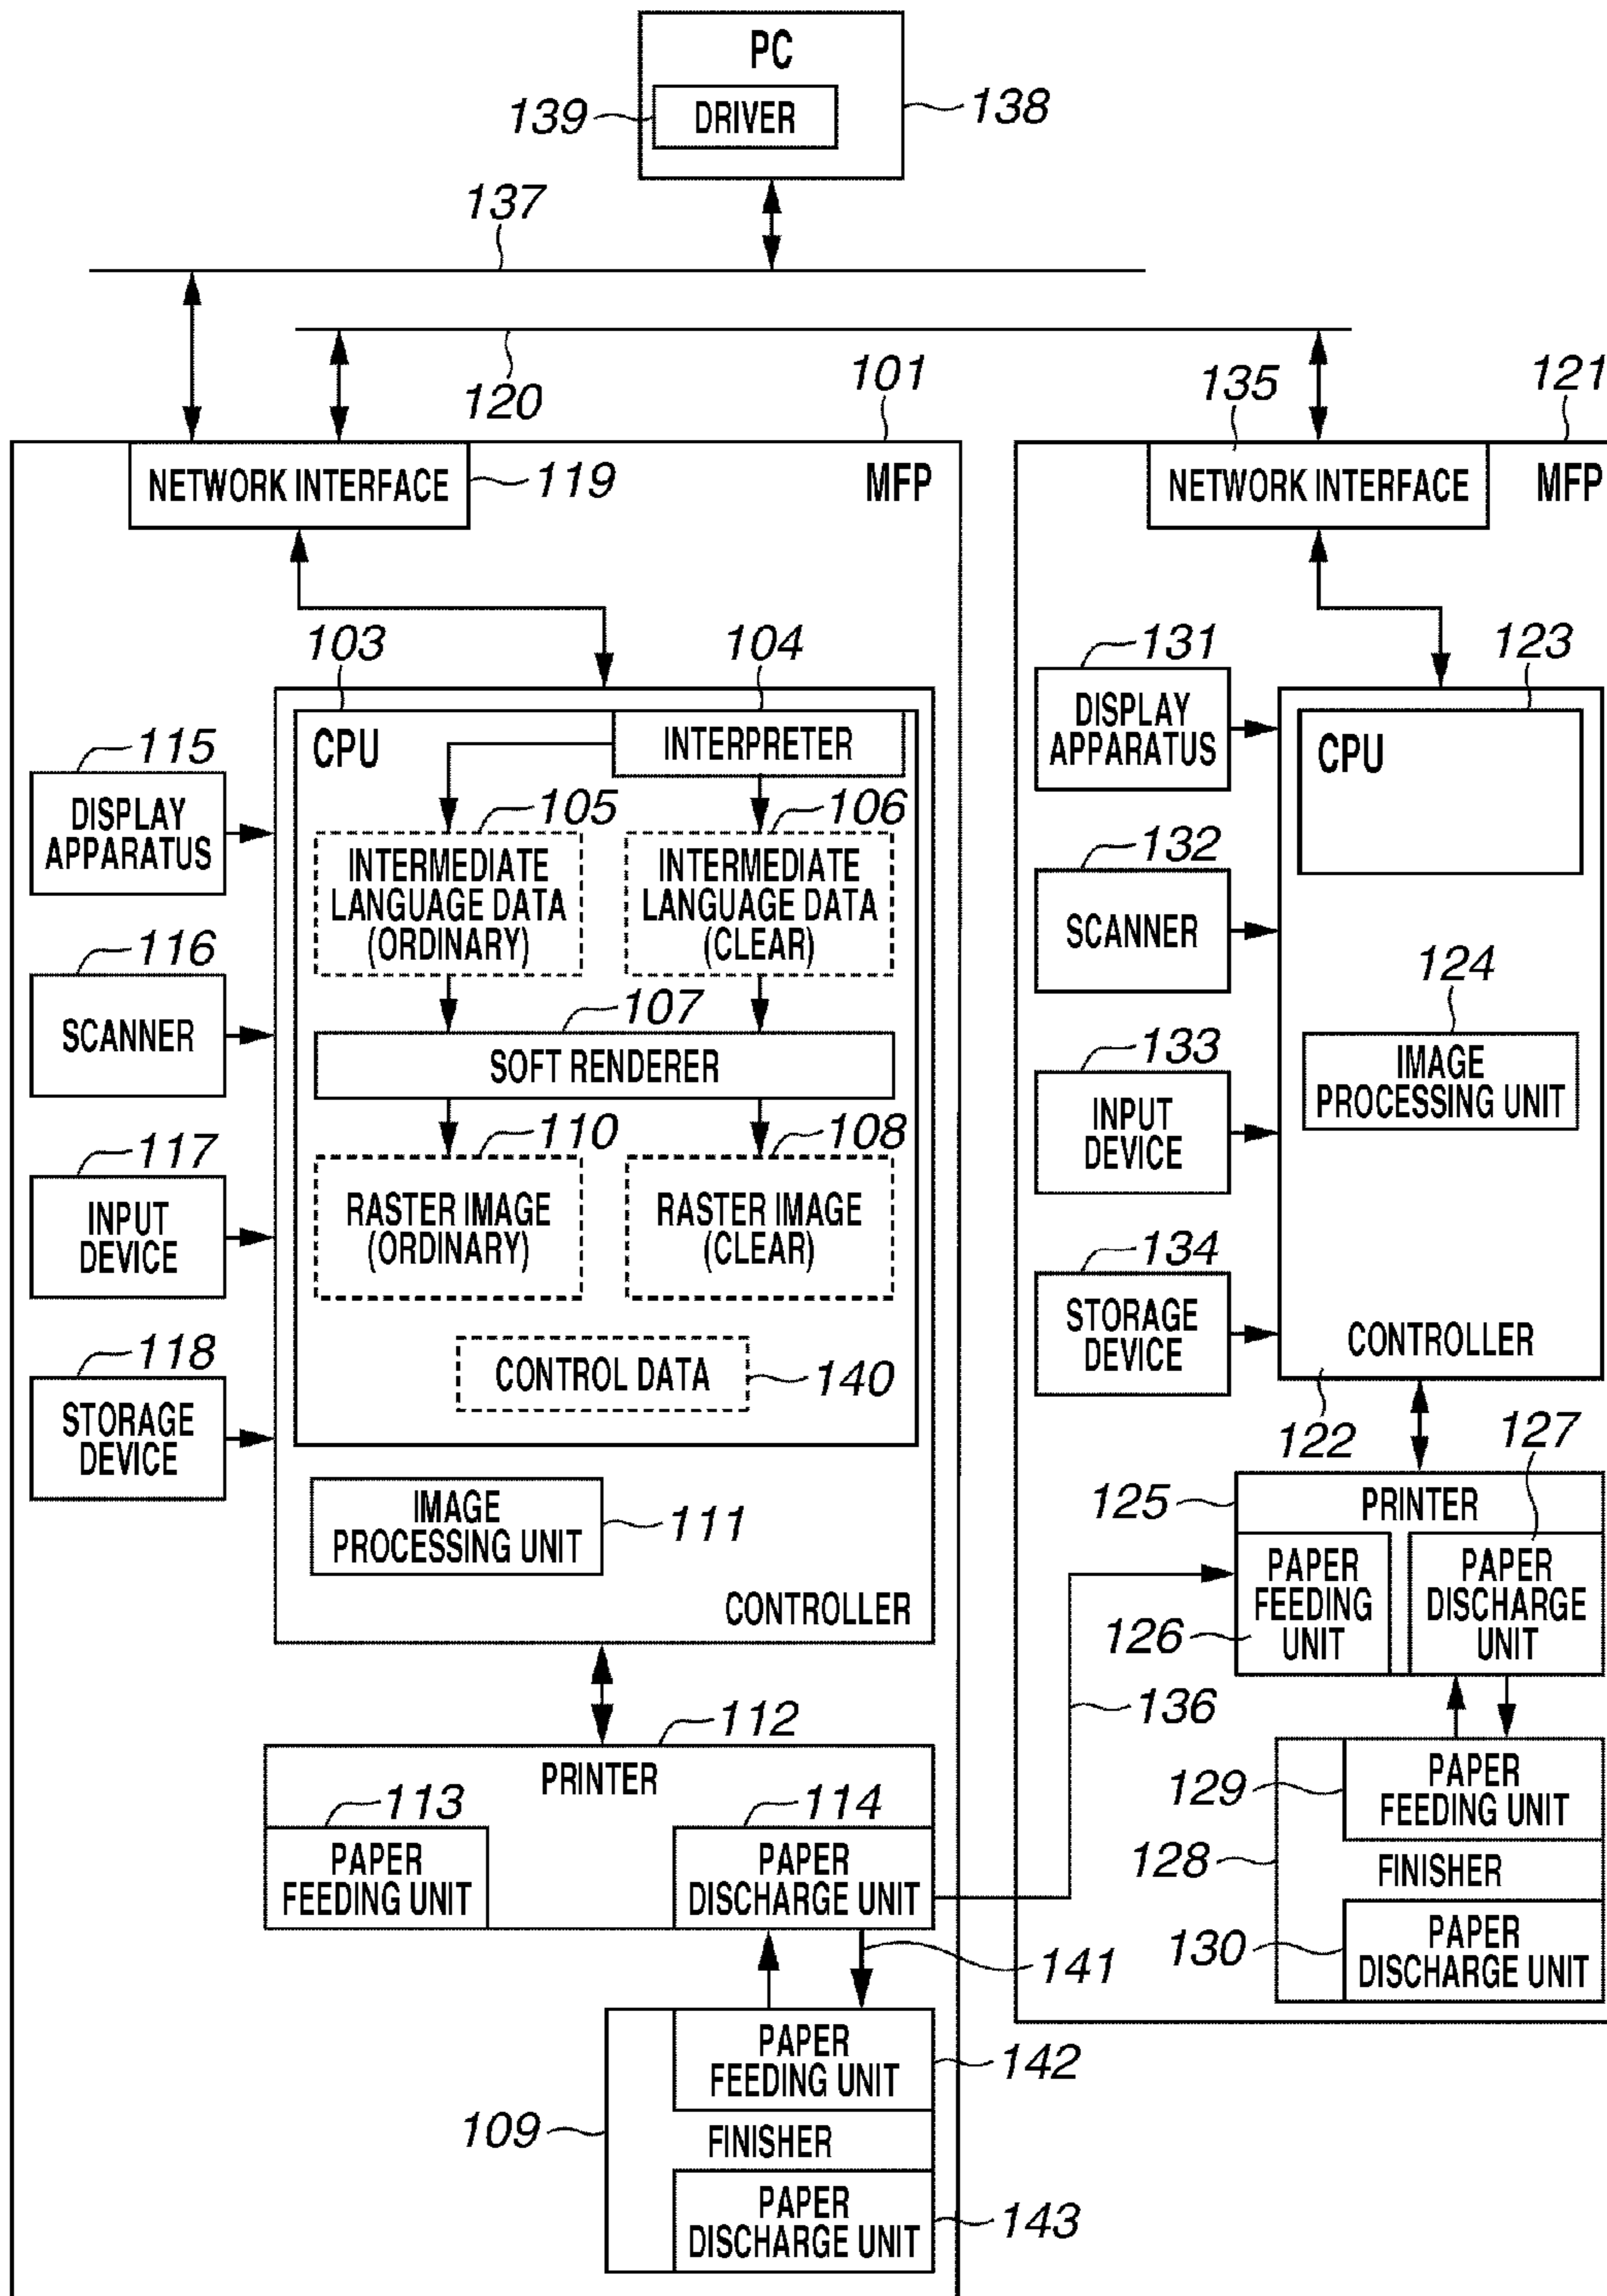 PC
138
139
DRIVER
137
120
101
135
121
NETWORK INTERFACE
119
MFP
NETWORK INTERFACE
MFP
103
104
CPU
INTERPRETER
105
106
INTERMEDIATE
LANGUAGE DATA
(ORDINARY)
INTERMEDIATE
LANGUAGE DATA
(CLEAR)
107
SOFT RENDERER
110
108
RASTER IMAGE
(ORDINARY)
RASTER IMAGE
(CLEAR)
CONTROL DATA
140
115
DISPLAY
APPARATUS
116
SCANNER
117
INPUT
DEVICE
118
STORAGE
DEVICE
IMAGE
PROCESSING UNIT
111
CONTROLLER
112
PRINTER
113
PAPER
FEEDING UNIT
114
PAPER
DISCHARGE UNIT
136
141
PAPER
FEEDING UNIT
142
109
FINISHER
PAPER
DISCHARGE UNIT
143
131
DISPLAY
APPARATUS
123
CPU
132
SCANNER
124
IMAGE
PROCESSING UNIT
133
INPUT
DEVICE
134
STORAGE
DEVICE
CONTROLLER
122
127
125
PRINTER
PAPER
FEEDING
UNIT
126
PAPER
DISCHARGE
UNIT
129
PAPER
FEEDING UNIT
128
FINISHER
130
PAPER
DISCHARGE UNIT